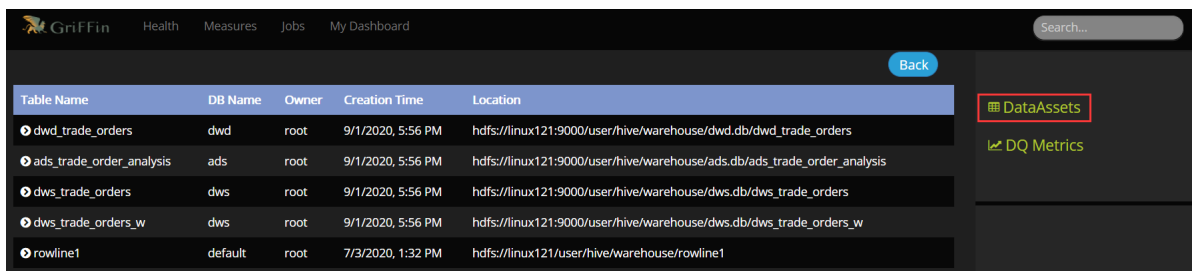 GriFFin Health Measures Jobs My Dashboard Search...
Back
Table Name DB Name Owner Creation Time Location
dwd_trade_orders dwd root 9/1/2020, 5:56 PM hdfs://linux121:9000/user/hive/warehouse/dwd.db/dwd_trade_orders
ads_trade_order_analysis ads root 9/1/2020, 5:56 PM hdfs://linux121:9000/user/hive/warehouse/ads.db/ads_trade_order_analysis
dws_trade_orders dws root 9/1/2020, 5:56 PM hdfs://linux121:9000/user/hive/warehouse/dws.db/dws_trade_orders
dws_trade_orders_w dws root 9/1/2020, 5:56 PM hdfs://linux121:9000/user/hive/warehouse/dws.db/dws_trade_orders_w
rowline1 default root 7/3/2020, 1:32 PM hdfs://linux121/user/hive/warehouse/rowline1
DataAssets
DQ Metrics